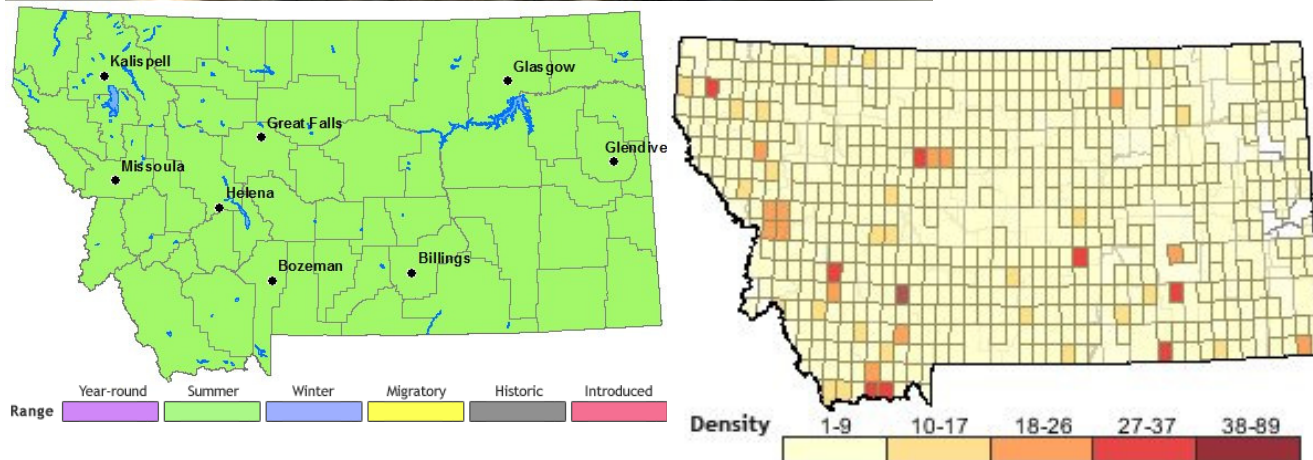 Kalispell
Glasgow
Great Falls
Glendive
Missoula
Helena
Bozeman
Billings
Year-round Summer Winter Migratory Historic Introduced
Range
Density 1-9 10-17 18-26 27-37 38-89